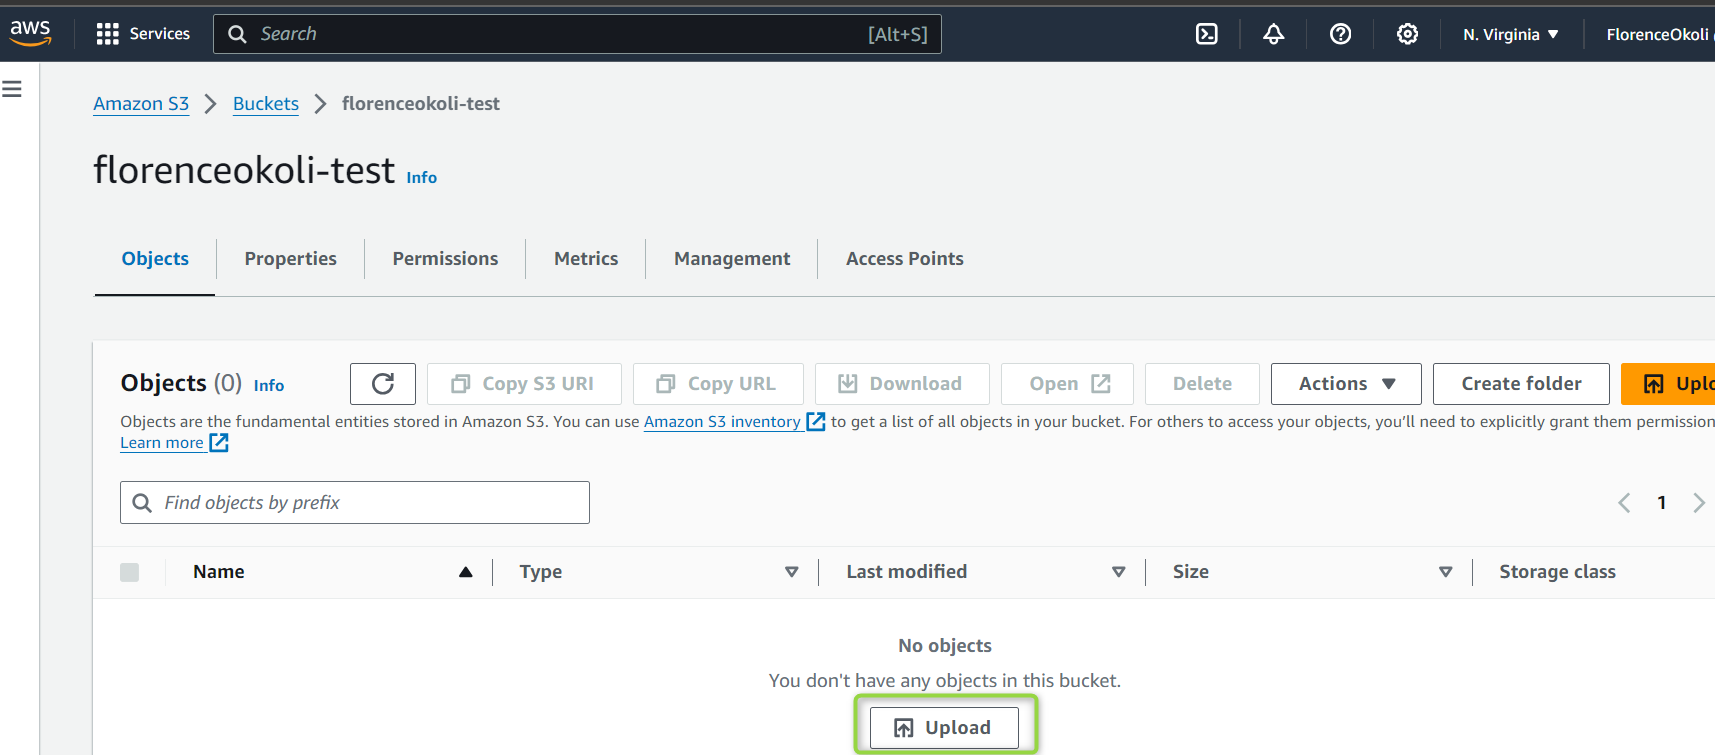 aws Services Search [Alt+S] N. Virginia FlorenceOkoli
Amazon S3 Buckets florenceokoli-test
florenceokoli-test Info
Objects Properties Permissions Metrics Management Access Points
Objects (0) Info Copy S3 URI Copy URL Download Open Delete Actions Create folder
Objects are the fundamental entities stored in Amazon S3. You can use Amazon S3 inventory to get a list of all objects in your bucket. For others to access your objects, you'll need to explicitly grant them permission
Learn more
Find objects by prefix 1
Name Type Last modified Size Storage class
No objects
You don't have any objects in this bucket.
Upload